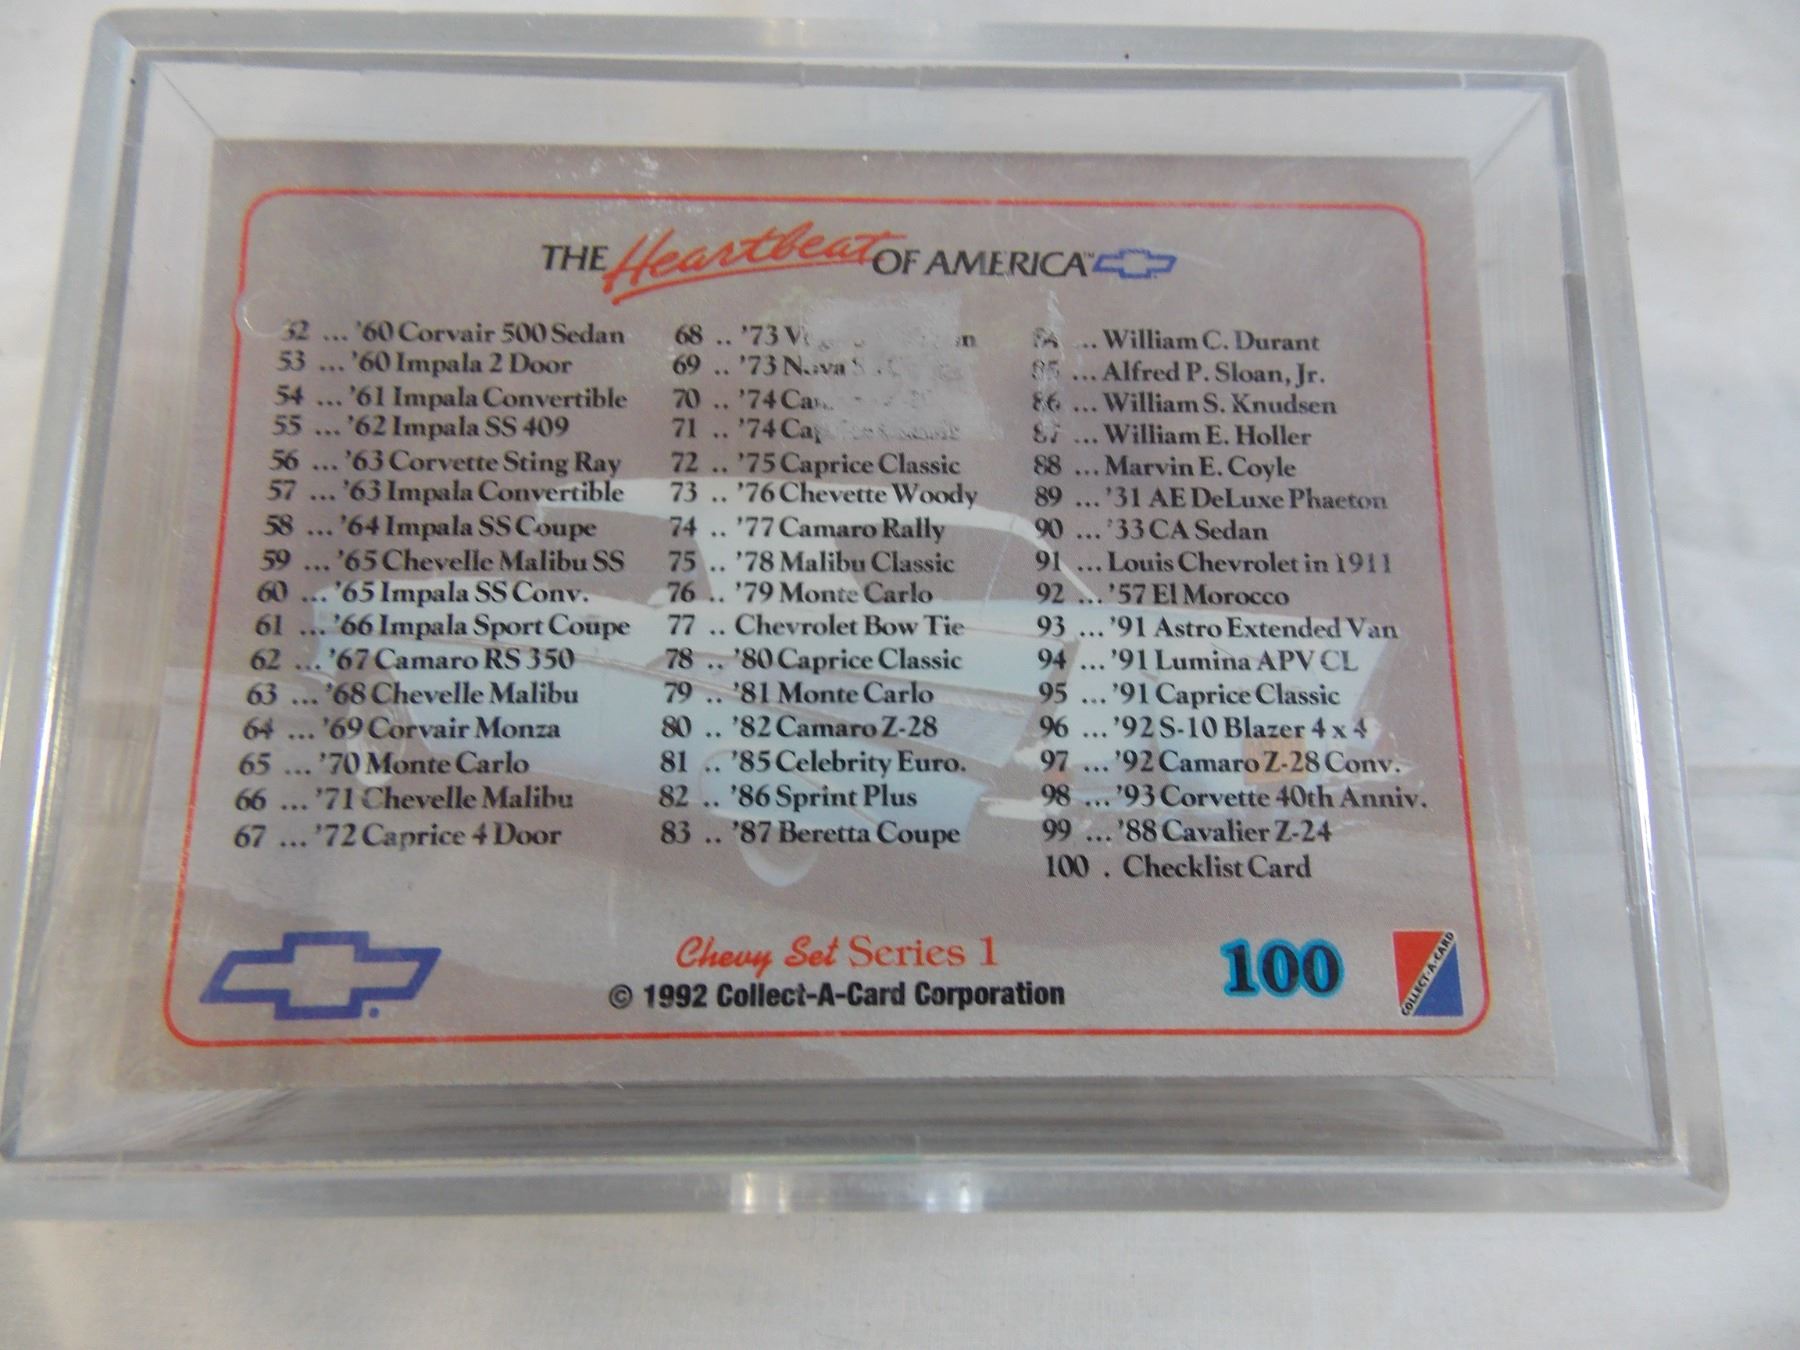 THE Heartbeat OF AMERICA™
52 ... '60 Corvair 500 Sedan
53 ... '60 Impala 2 Door
54 ... '61 Impala Convertible
55 ... '62 Impala SS 409
56 ... '63 Corvette Sting Ray
57 ... '63 Impala Convertible
58 ... '64 Impala SS Coupe
59 ... '65 Chevelle Malibu SS
60 ... '65 Impala SS Conv.
61 ... '66 Impala Sport Coupe
62 ... '67 Camaro RS 350
63 ... '68 Chevelle Malibu
64 ... '69 Corvair Monza
65 ... '70 Monte Carlo
66 ... '71 Chevelle Malibu
67 ... '72 Caprice 4 Door
68 .. '73
69 .. '73 Nova
70 .. '74
71 .. '74
72 .. '75 Caprice Classic
73 .. '76 Chevette Woody
74 .. '77 Camaro Rally
75 .. '78 Malibu Classic
76 .. '79 Monte Carlo
77 .. Chevrolet Bow Tie
78 .. '80 Caprice Classic
79 .. '81 Monte Carlo
80 .. '82 Camaro Z-28
81 .. '85 Celebrity Euro.
82 .. '86 Sprint Plus
83 .. '87 Beretta Coupe
84 ... William C. Durant
85 ... Alfred P. Sloan, Jr.
86 ... William S. Knudsen
87 ... William E. Holler
88 ... Marvin E. Coyle
89 ... '31 AE DeLuxe Phaeton
90 ... '33 CA Sedan
91 ... Louis Chevrolet in 1911
92 ... '57 El Morocco
93 ... '91 Astro Extended Van
94 ... '91 Lumina APV CL
95 ... '91 Caprice Classic
96 ... '92 S-10 Blazer 4 x 4
97 ... '92 Camaro Z-28 Conv.
98 ... '93 Corvette 40th Anniv.
99 ... '88 Cavalier Z-24
100 . Checklist Card
Chevy Set Series 1
© 1992 Collect-A-Card Corporation
100
COLLECT-A-CARD